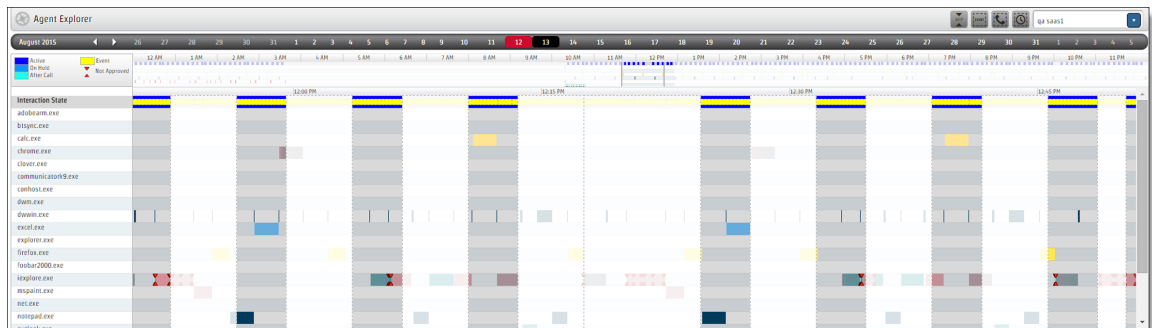 Agent Explorer
qa saas1
August 2015 26 27 28 29 30 31 1 2 3 4 5 6 7 8 9 10 11 12 13 14 15 16 17 18 19 20 21 22 23 24 25 26 27 28 29 30 31 1 2 3 4 5
Active Event
On Hold Not Approved
After Call
12 AM 1 AM 2 AM 3 AM 4 AM 5 AM 6 AM 7 AM 8 AM 9 AM 10 AM 11 AM 12 PM 1 PM 2 PM 3 PM 4 PM 5 PM 6 PM 7 PM 8 PM 9 PM 10 PM 11 PM
12:00 PM 12:15 PM 12:30 PM 12:45 PM
Interaction State
adobearm.exe
btsync.exe
calc.exe
chrome.exe
clover.exe
communicatork9.exe
conhost.exe
dwm.exe
dwwin.exe
excel.exe
explorer.exe
firefox.exe
foobar2000.exe
iexplore.exe
mspaint.exe
net.exe
notepad.exe